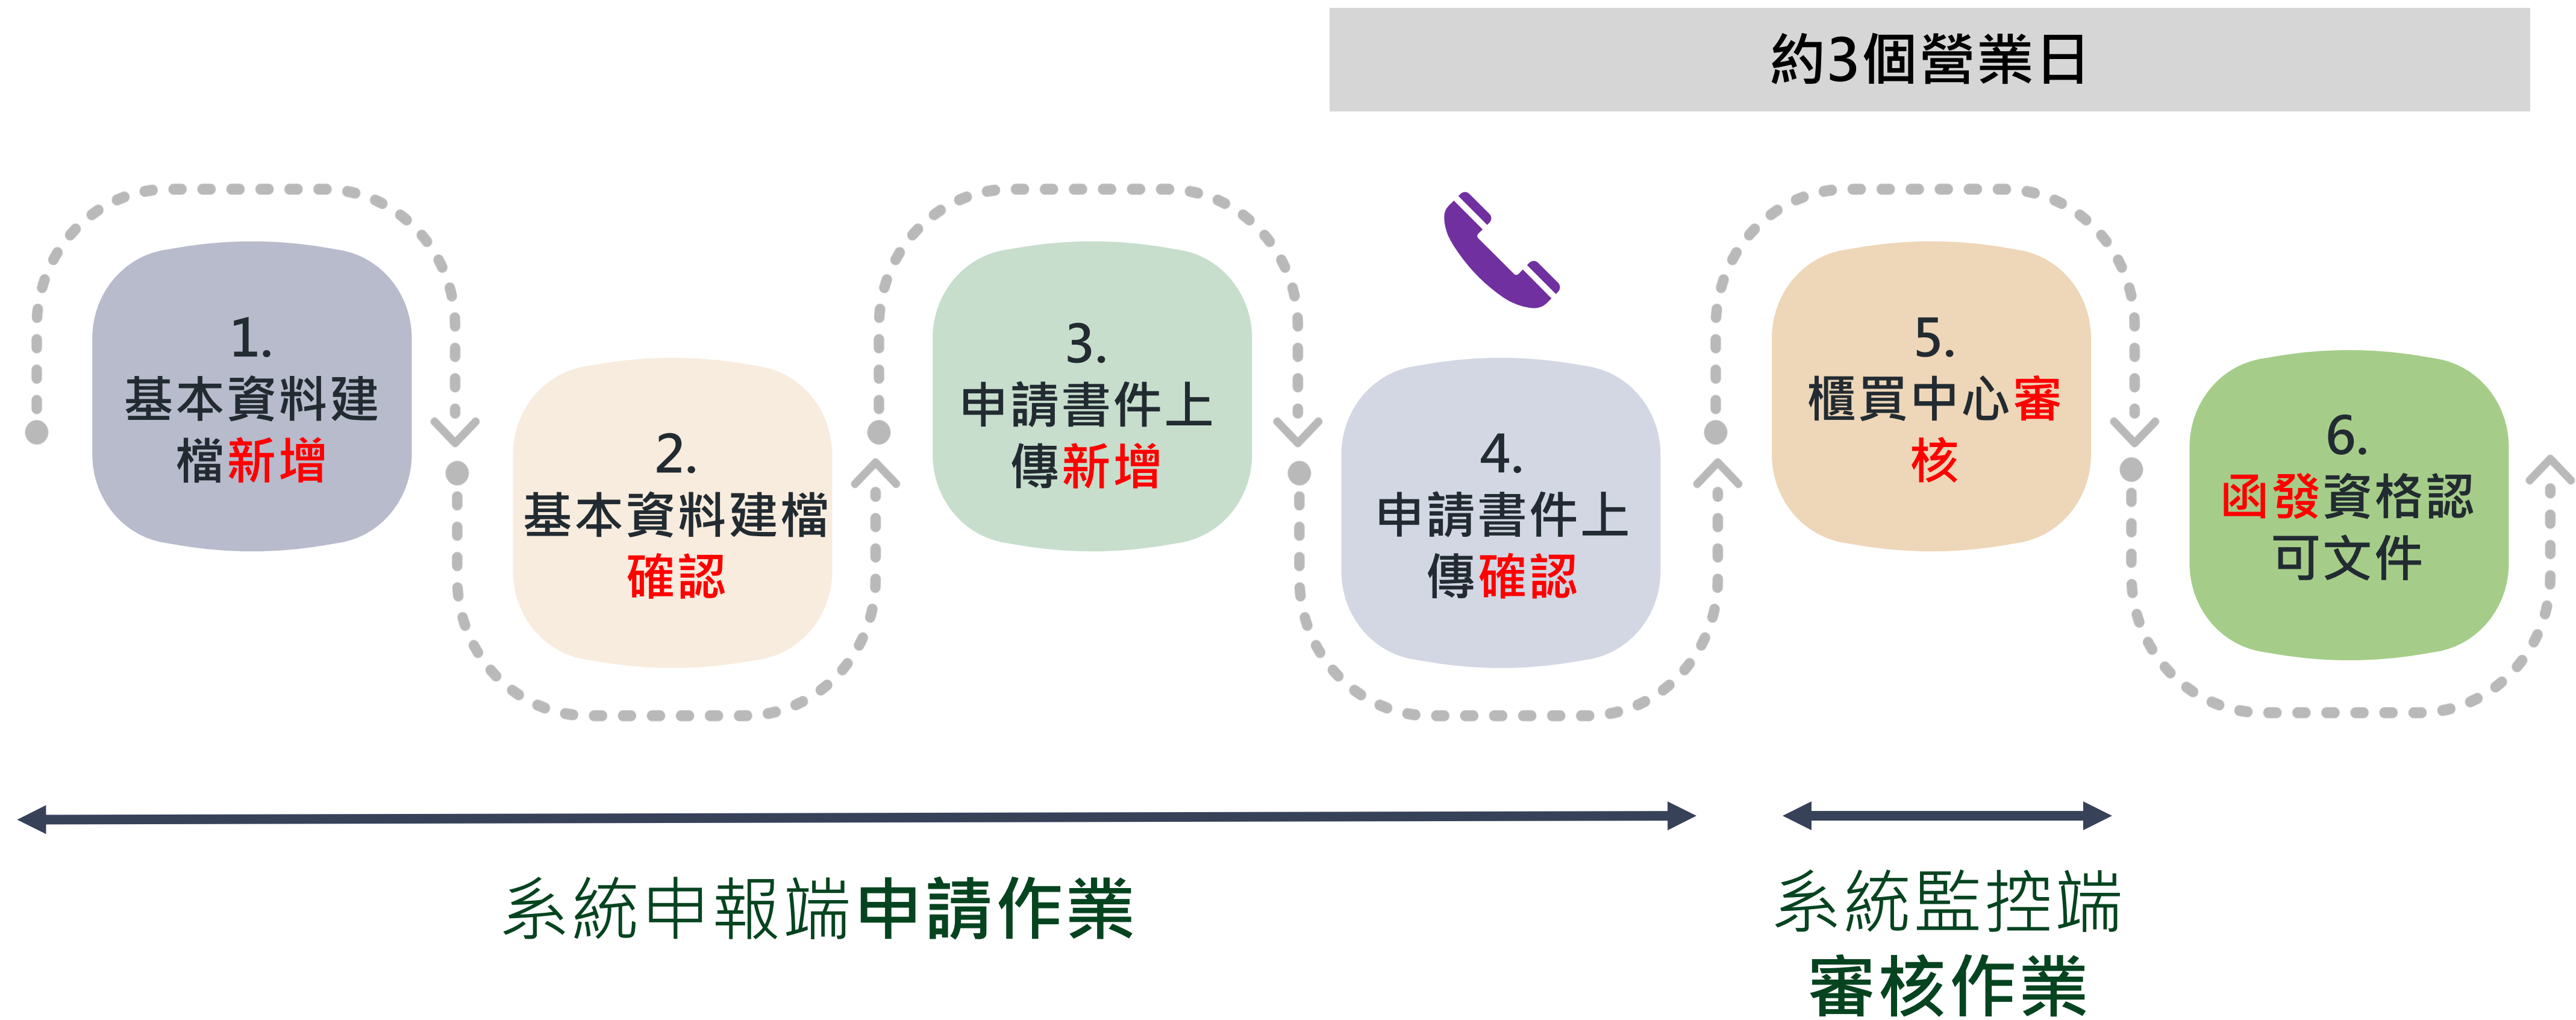 約3個營業日
1.
基本資料建
檔新增
2.
基本資料建檔
確認
3.
申請書件上
傳新增
4.
申請書件上
傳確認
5.
櫃買中心審
核
6.
函發資格認
可文件
系統申報端申請作業
系統監控端
審核作業